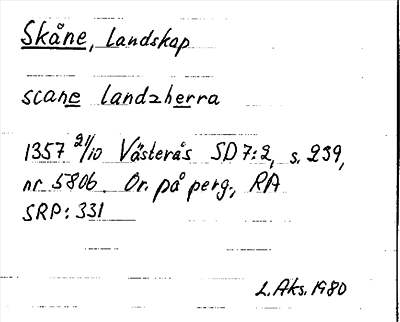 Skåne, Landskap
scane landzherra
1357 21/10 Västerås SD 7:2, s. 239,
nr 5806. Or. på perg., RA
SRP: 331
L. Aks. 1980